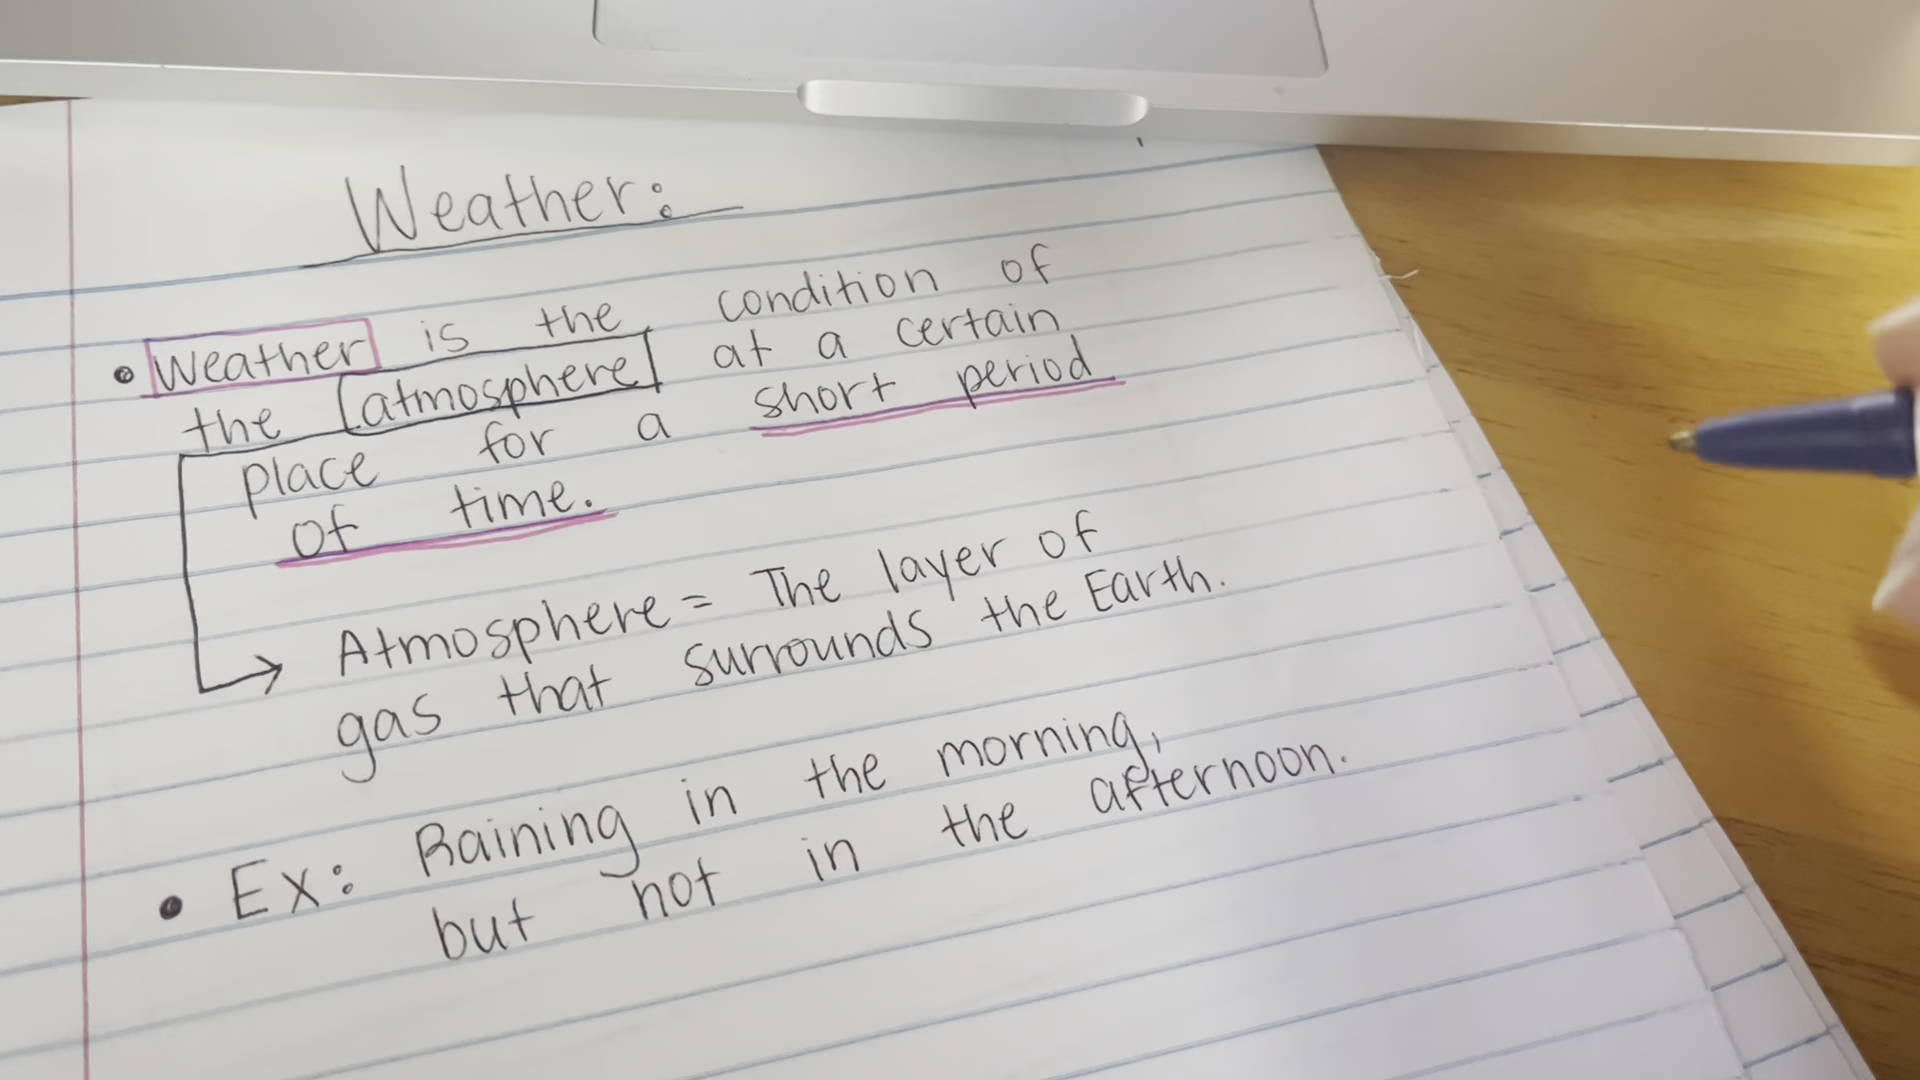 Weather:
• Weather is the condition of
the atmosphere at a certain
place for a short period
of time.
→ Atmosphere = The layer of
gas that surrounds the Earth.
• Ex: Raining in the morning,
but not in the afternoon.